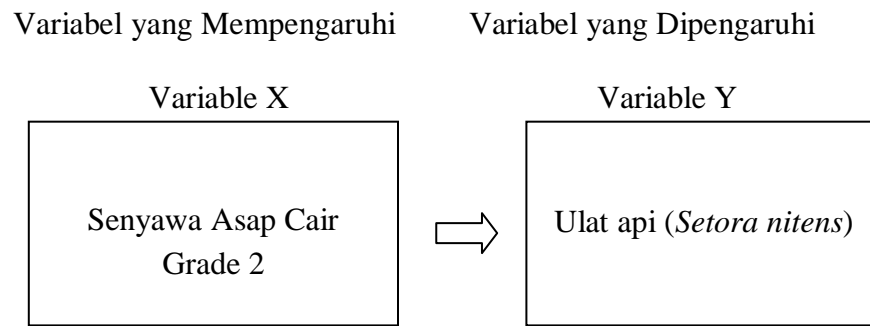 Variabel yang Mempengaruhi
Variabel yang Dipengaruhi
Variable X
Variable Y
Senyawa Asap Cair
Grade 2
Ulat api (Setora nitens)